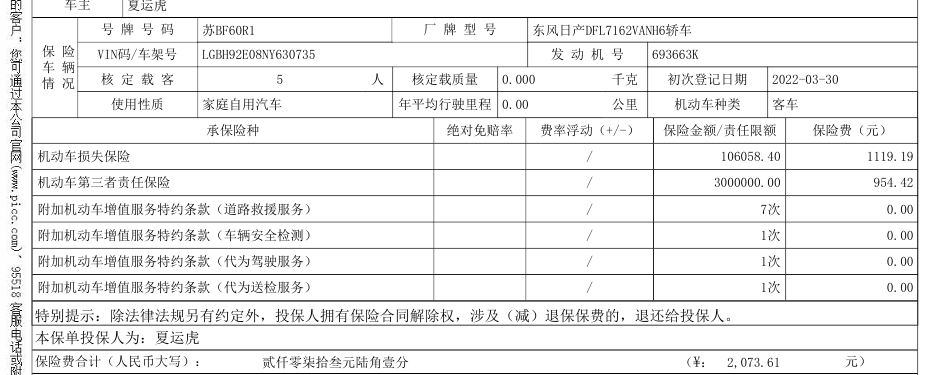 车主 夏运虎
号牌号码 苏BF60R1 厂牌型号 东风日产DFL7162VANH6轿车
保险车辆情况
VIN码/车架号 LGBH92E08NY630735 发动机号 693663K
核定载客 5 人 核定载质量 0.000 千克 初次登记日期 2022-03-30
使用性质 家庭自用汽车 年平均行驶里程 0.00 公里 机动车种类 客车
承保险种 绝对免赔率 费率浮动（+/-） 保险金额/责任限额 保险费（元）
机动车损失保险 / 106058.40 1119.19
机动车第三者责任保险 / 3000000.00 954.42
附加机动车增值服务特约条款（道路救援服务） / 7次 0.00
附加机动车增值服务特约条款（车辆安全检测） / 1次 0.00
附加机动车增值服务特约条款（代为驾驶服务） / 1次 0.00
附加机动车增值服务特约条款（代为送检服务） / 1次 0.00
特别提示：除法律法规另有约定外，投保人拥有保险合同解除权，涉及（减）退保保费的，退还给投保人。
本保单投保人为：夏运虎
保险费合计（人民币大写）： 贰仟零柒拾叁元陆角壹分 （¥： 2,073.61 元）
的客户：您可通过本公司官网(www.picc.com)、95518客服电话或附